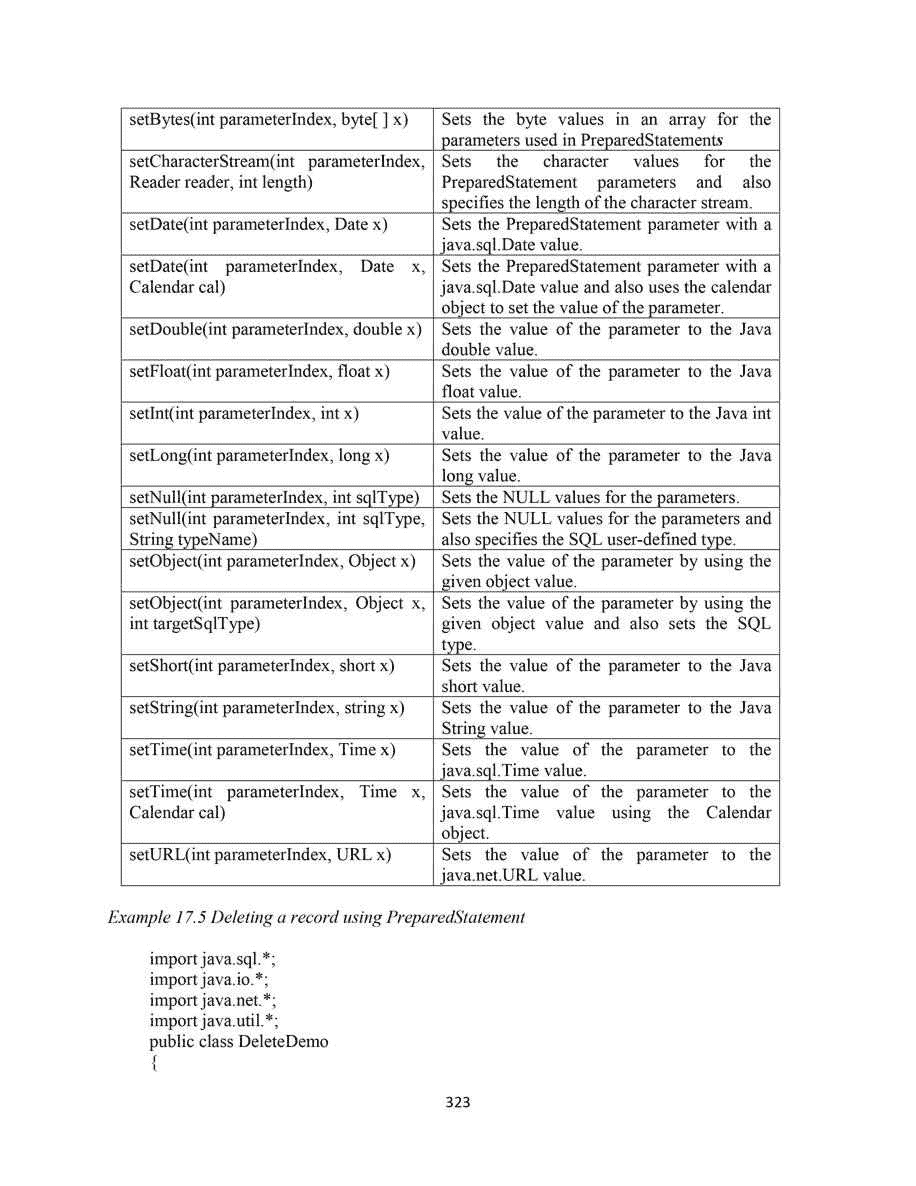 setBytes(int parameterIndex, byte[ ] x)
Sets the byte values in an array for the
parameters used in PreparedStatements
setCharacterStream(int parameterIndex,
Reader reader, int length)
Sets the character values for the
PreparedStatement parameters and also
specifies the length of the character stream.
setDate(int parameterIndex, Date x)
Sets the PreparedStatement parameter with a
java.sql.Date value.
setDate(int parameterIndex, Date x,
Calendar cal)
Sets the PreparedStatement parameter with a
java.sql.Date value and also uses the calendar
object to set the value of the parameter.
setDouble(int parameterIndex, double x)
Sets the value of the parameter to the Java
double value.
setFloat(int parameterIndex, float x)
Sets the value of the parameter to the Java
float value.
setInt(int parameterIndex, int x)
Sets the value of the parameter to the Java int
value.
setLong(int parameterIndex, long x)
Sets the value of the parameter to the Java
long value.
setNull(int parameterIndex, int sqlType)
Sets the NULL values for the parameters.
setNull(int parameterIndex, int sqlType,
String typeName)
Sets the NULL values for the parameters and
also specifies the SQL user-defined type.
setObject(int parameterIndex, Object x)
Sets the value of the parameter by using the
given object value.
setObject(int parameterIndex, Object x,
int targetSqlType)
Sets the value of the parameter by using the
given object value and also sets the SQL
type.
setShort(int parameterIndex, short x)
Sets the value of the parameter to the Java
short value.
setString(int parameterIndex, string x)
Sets the value of the parameter to the Java
String value.
setTime(int parameterIndex, Time x)
Sets the value of the parameter to the
java.sql.Time value.
setTime(int parameterIndex, Time x,
Calendar cal)
Sets the value of the parameter to the
java.sql.Time value using the Calendar
object.
setURL(int parameterIndex, URL x)
Sets the value of the parameter to the
java.net.URL value.
Example 17.5 Deleting a record using PreparedStatement
import java.sql.*;
import java.io.*;
import java.net.*;
import java.util.*;
public class DeleteDemo
{
323